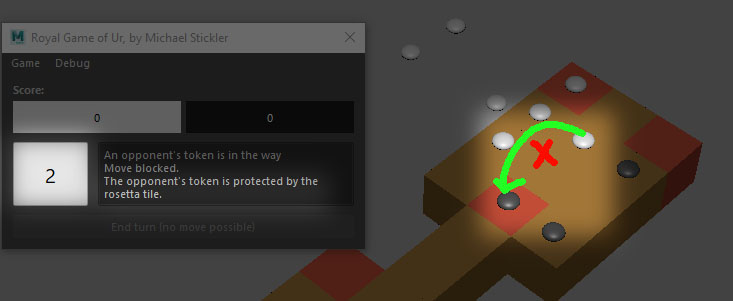 Royal Game of Ur, by Michael Stickler
Game Debug
Score:
0 0
2
An opponent's token is in the way
Move blocked.
The opponent's token is protected by the
rosetta tile.
End turn (no move possible)
X